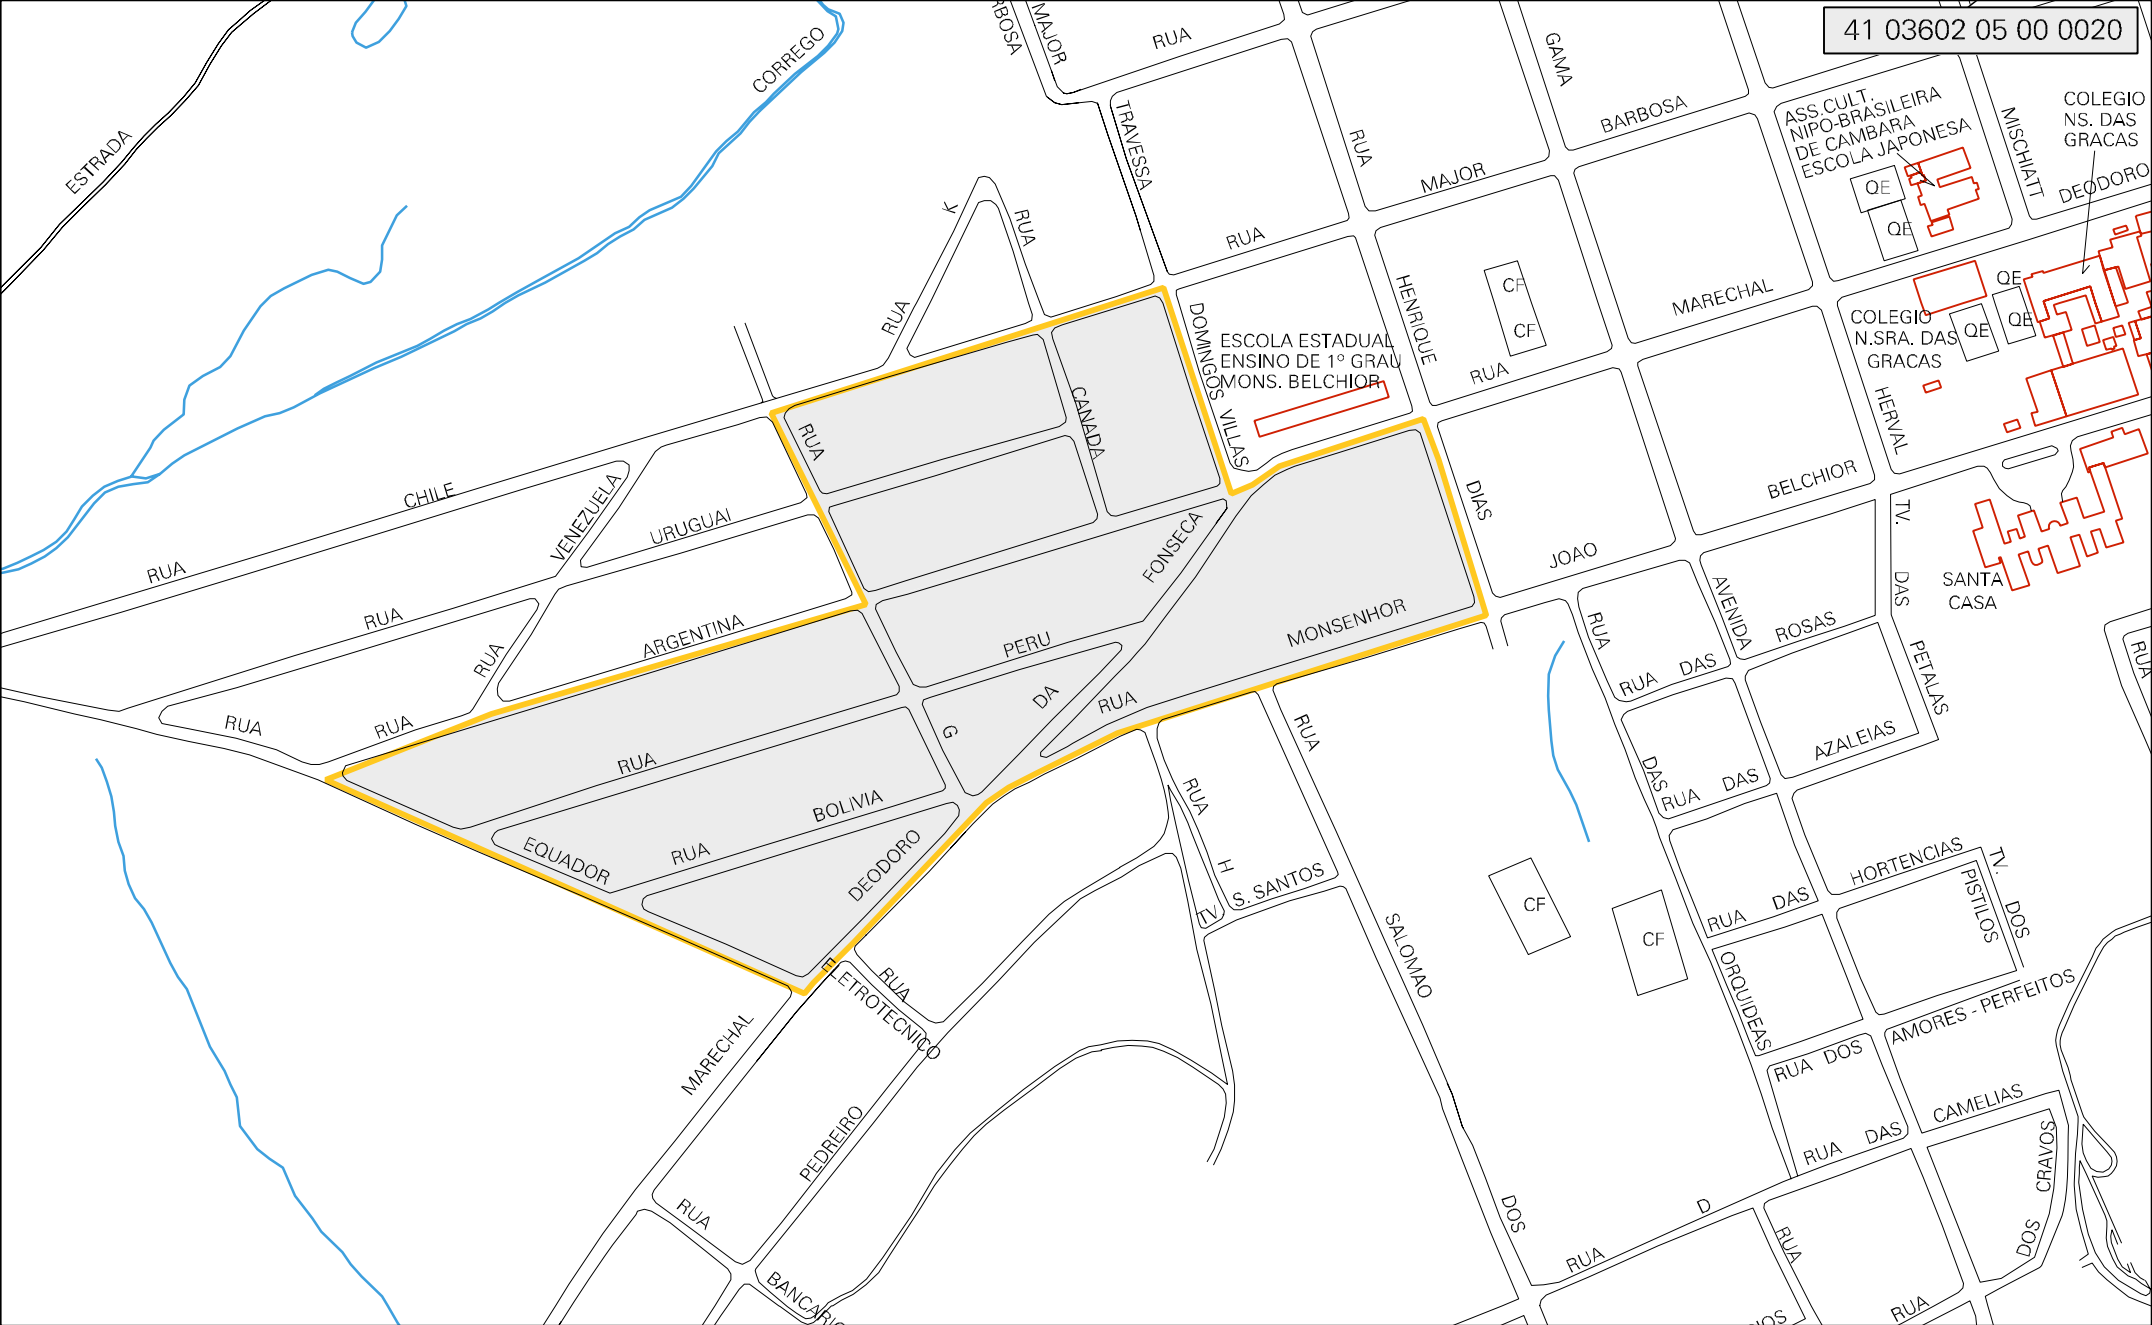 41 03602 05 00 0020
ESTRADA
CORREGO
MAJOR
RUA
GAMA
BARBOSA
ASS.CULT.
NIPO-BRASILEIRA
DE CAMBARA
ESCOLA JAPONESA
COLEGIO
NS. DAS
GRACAS
MISCHIATT
DEODORO
TRAVESSA
RUA
MAJOR
QE
QE
K
RUA
RUA
RUA
HENRIQUE
CF
CF
MARECHAL
QE
QE
QE
COLEGIO
N.SRA. DAS
GRACAS
DOMINGOS VILLAS
ESCOLA ESTADUAL
ENSINO DE 1º GRAU
MONS. BELCHIOR
RUA
HERVAL
RUA
CANADA
CHILE
VENEZUELA
URUGUAI
RUA
DIAS
BELCHIOR
TV. DAS PETALAS
FONSECA
JOAO
SANTA
CASA
RUA
ARGENTINA
RUA
PERU
MONSENHOR
RUA
AVENIDA
ROSAS
RUA DAS
RUA
RUA
RUA
RUA
G
DA
RUA
RUA
DAS
AZALEIAS
RUA DAS
EQUADOR
RUA
BOLIVIA
DEODORO
RUA
H
TV
S. SANTOS
HORTENCIAS
TV. DOS
PISTILOS
RUA DAS
CF
CF
SALOMAO
ORQUIDEAS
RUA
ELETROTECNICO
MARECHAL
AMORES - PERFEITOS
RUA DOS
CAMELIAS
RUA DAS
CRAVOS
DOS
PEDREIRO
RUA
DOS
D
RUA
RUA
RUA